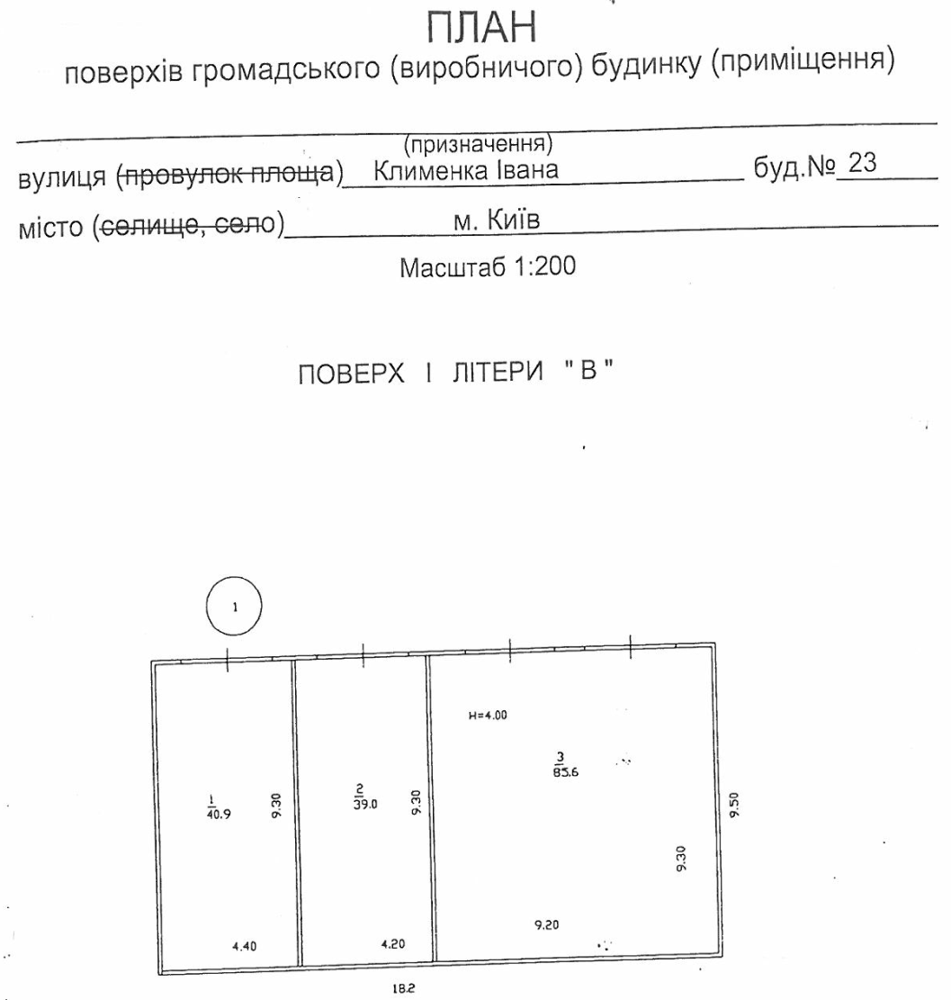 ПЛАН
поверхів громадського (виробничого) будинку (приміщення)
(призначення)
вулиця (провулок площа) Клименка Івана буд.№ 23
місто (селище, село) м. Київ
Масштаб 1:200
ПОВЕРХ І ЛІТЕРИ "В"
1
H=4.00
3
85.6
2
39.0
1
40.9
9.30
9.30
9.50
9.30
9.20
4.40
4.20
18.2